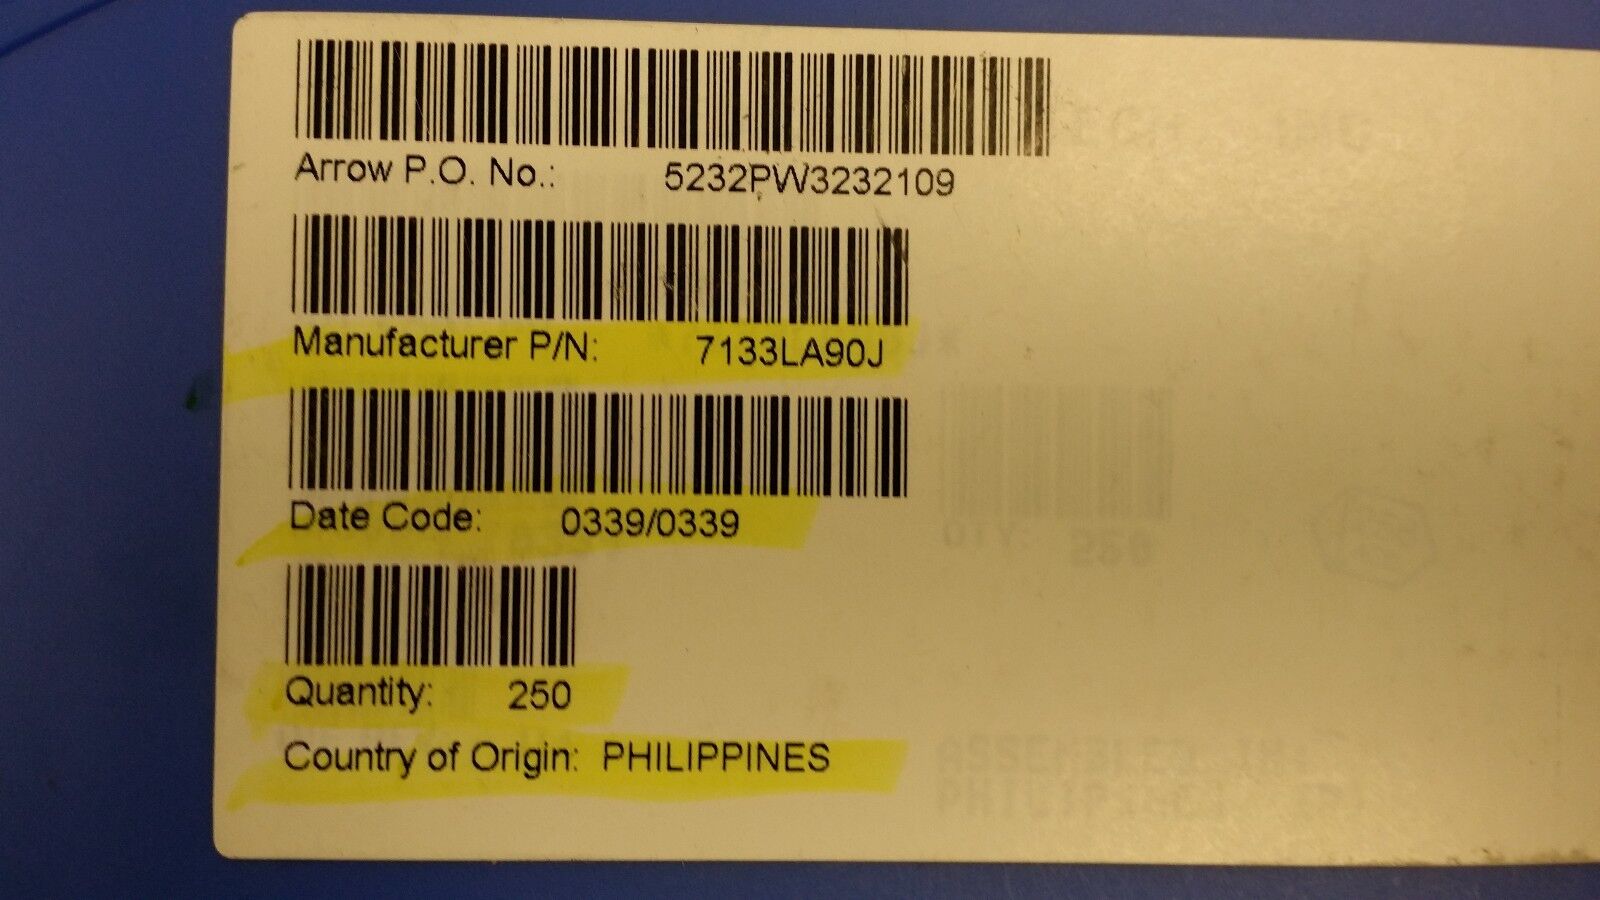 Arrow P.O. No.: 5232PW3232109
Manufacturer P/N: 7133LA90J
Date Code: 0339/0339
Quantity: 250
Country of Origin: PHILIPPINES